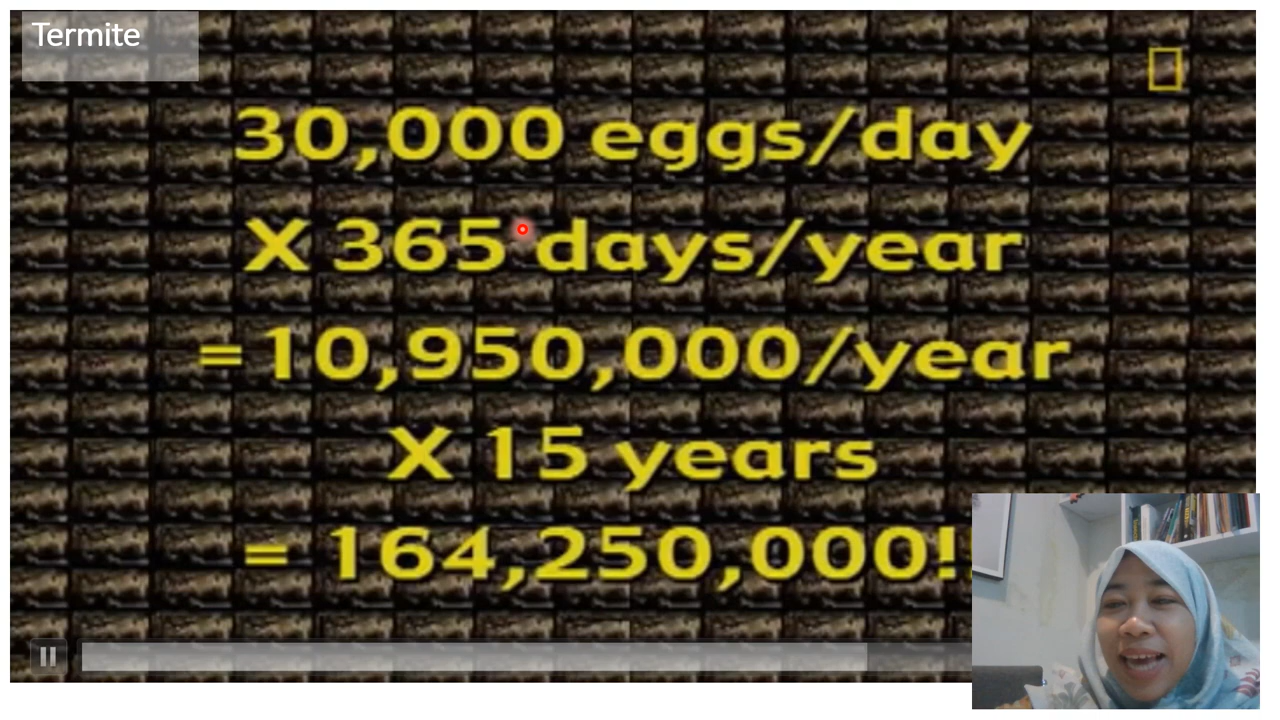 Termite
30,000 eggs/day
X 365 days/year
= 10,950,000/year
X 15 years
= 164,250,000!